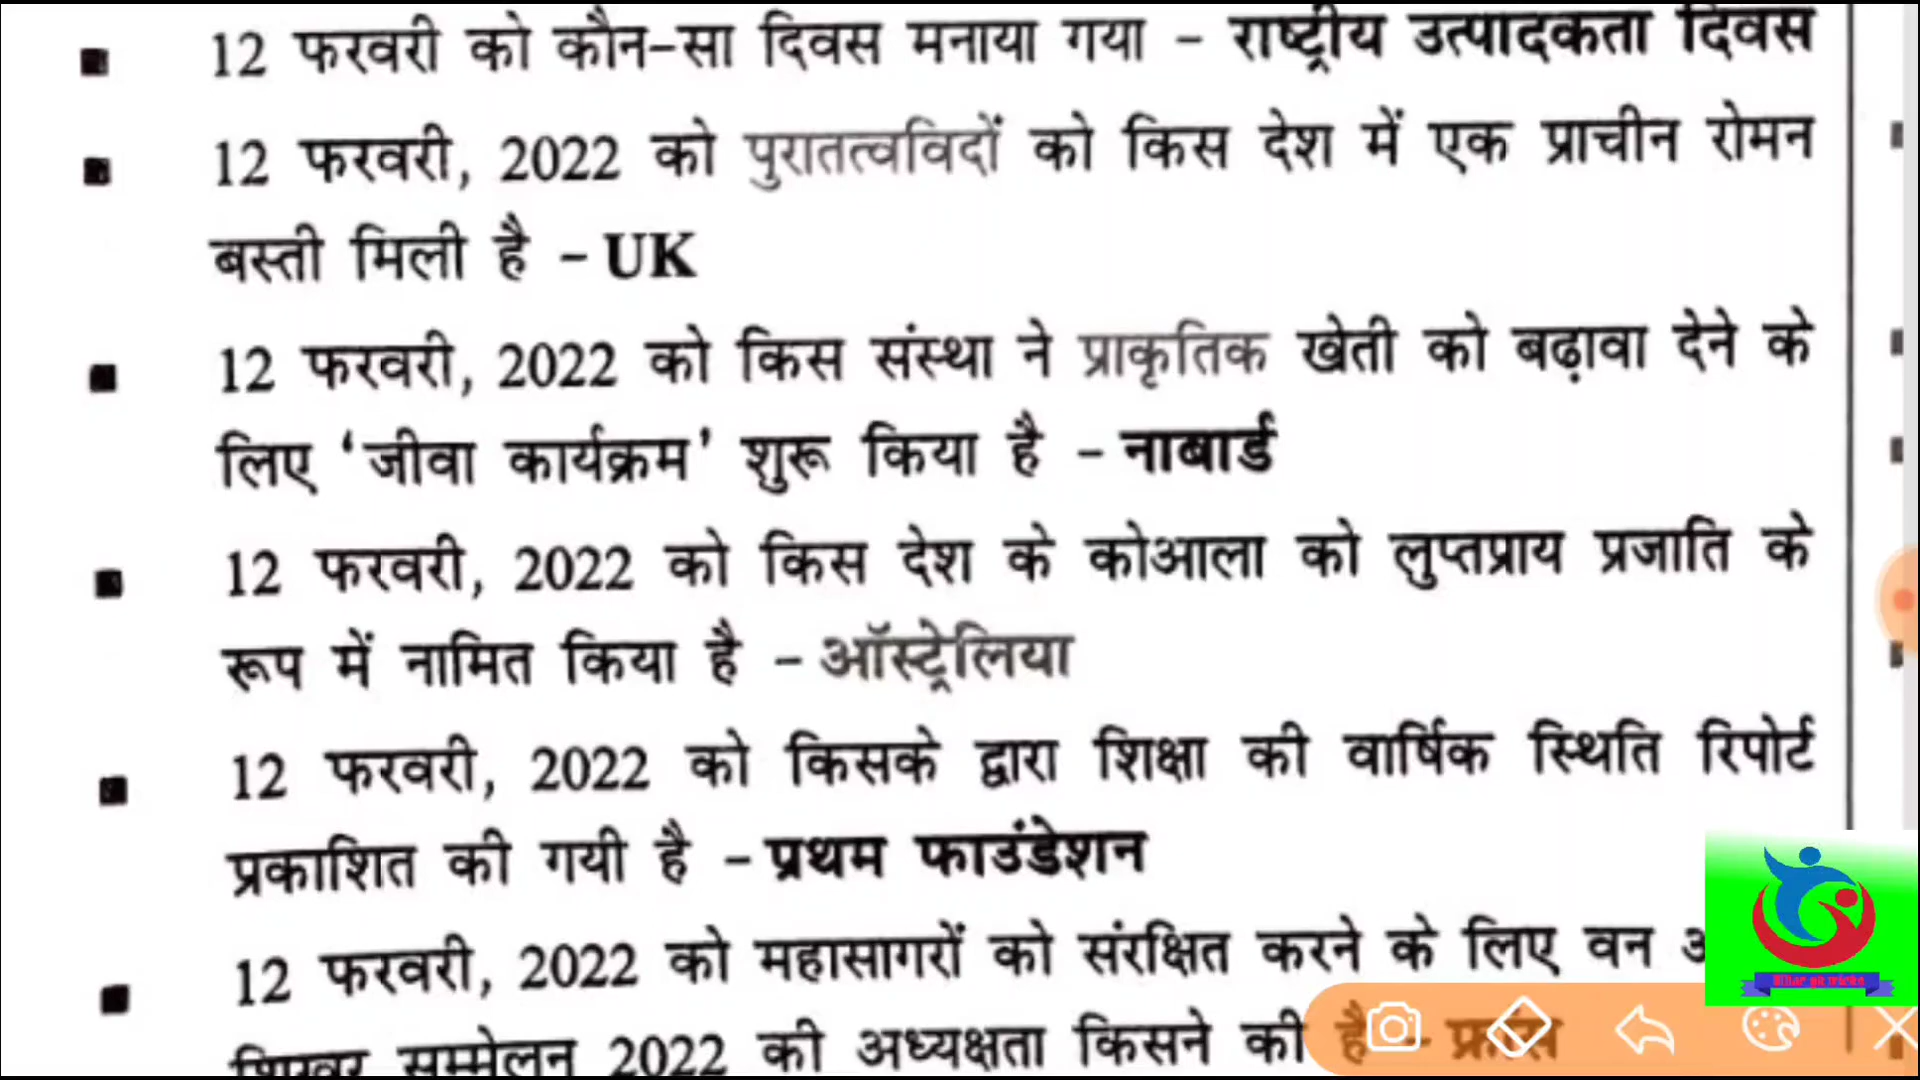 12 फरवरी को कौन-सा दिवस मनाया गया - राष्ट्रीय उत्पादकता दिवस
12 फरवरी, 2022 को पुरातत्वविदों को किस देश में एक प्राचीन रोमन
बस्ती मिली है - UK
12 फरवरी, 2022 को किस संस्था ने प्राकृतिक खेती को बढ़ावा देने के
लिए ‘जीवा कार्यक्रम’ शुरू किया है - नाबार्ड
12 फरवरी, 2022 को किस देश के कोआला को लुप्तप्राय प्रजाति के
रूप में नामित किया है - ऑस्ट्रेलिया
12 फरवरी, 2022 को किसके द्वारा शिक्षा की वार्षिक स्थिति रिपोर्ट
प्रकाशित की गयी है - प्रथम फाउंडेशन
12 फरवरी, 2022 को महासागरों को संरक्षित करने के लिए वन
शिखर सम्मेलन 2022 की अध्यक्षता किसने की है - फ्रांस